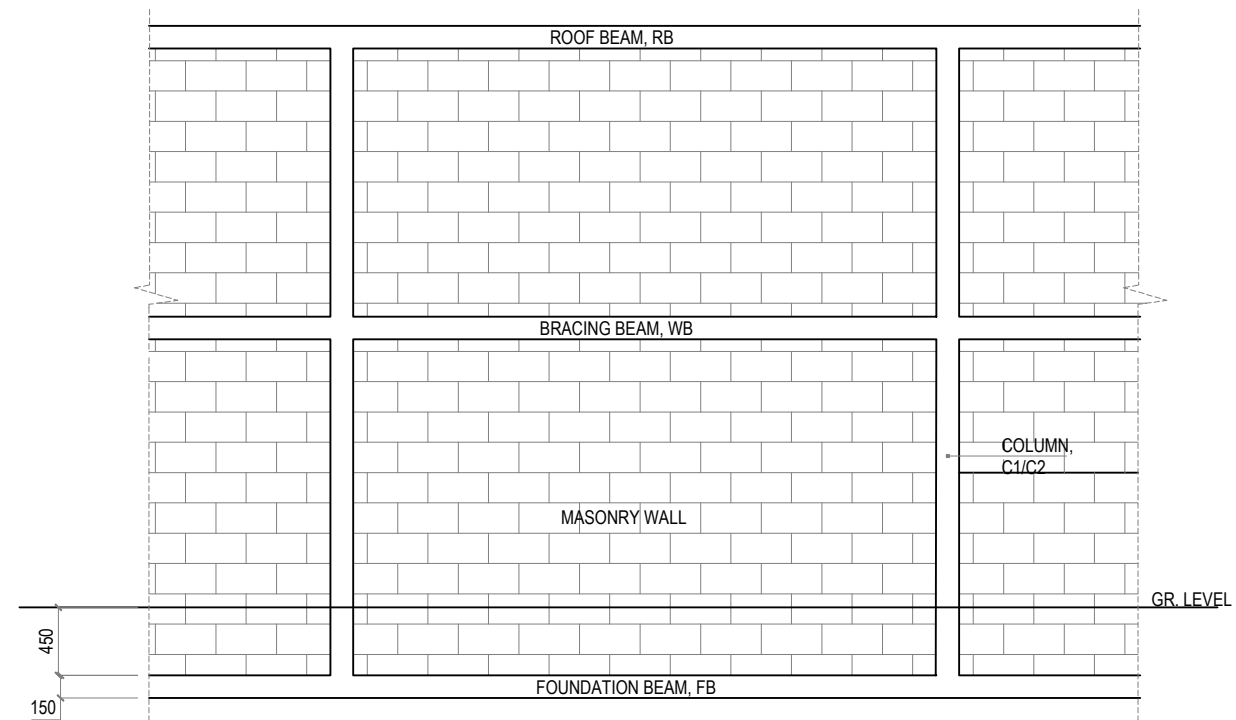 ROOF BEAM, RB
BRACING BEAM, WB
COLUMN,
C1/C2
MASONRY WALL
GR. LEVEL
450
FOUNDATION BEAM, FB
150